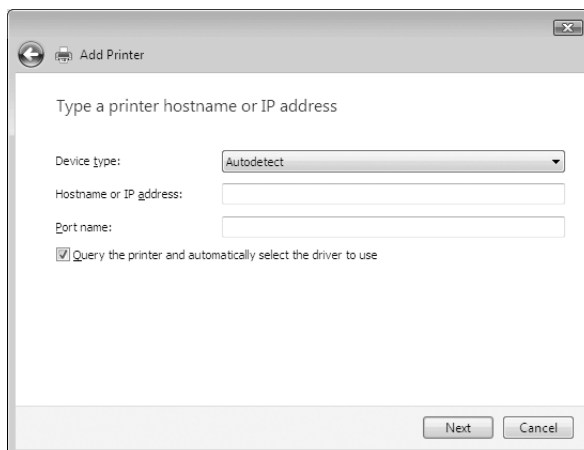 Add Printer
Type a printer hostname or IP address
Device type: Autodetect
Hostname or IP address:
Port name:
Query the printer and automatically select the driver to use
Next Cancel